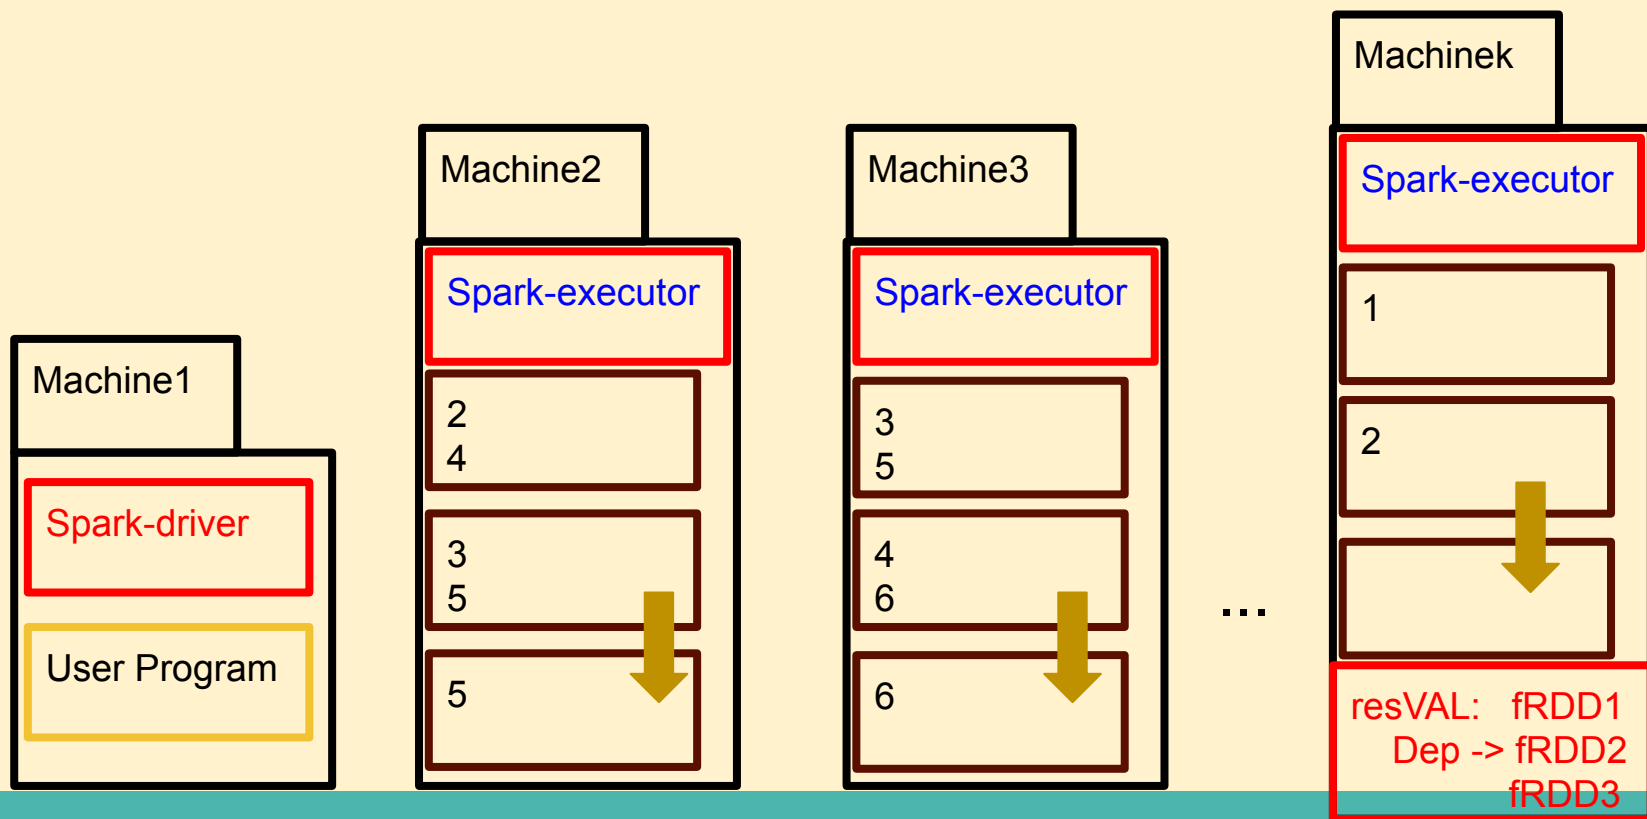 Machine1
Spark-driver
User Program
Machine2
Spark-executor
2
4
3
5
5
Machine3
Spark-executor
3
5
4
6
6
...
Machinek
Spark-executor
1
2
resVAL: fRDD1
Dep -> fRDD2
fRDD3